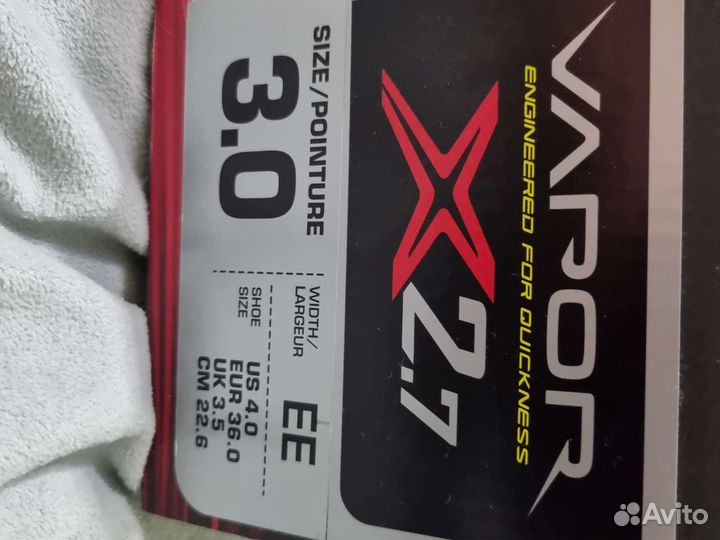 VAPOR
ENGINEERED FOR QUICKNESS
X2.7
SIZE/POINTURE
3.0
WIDTH/
LARGEUR
EE
SHOE
SIZE
US 4.0
EUR 36.0
UK 3.5
CM 22.6
Avito